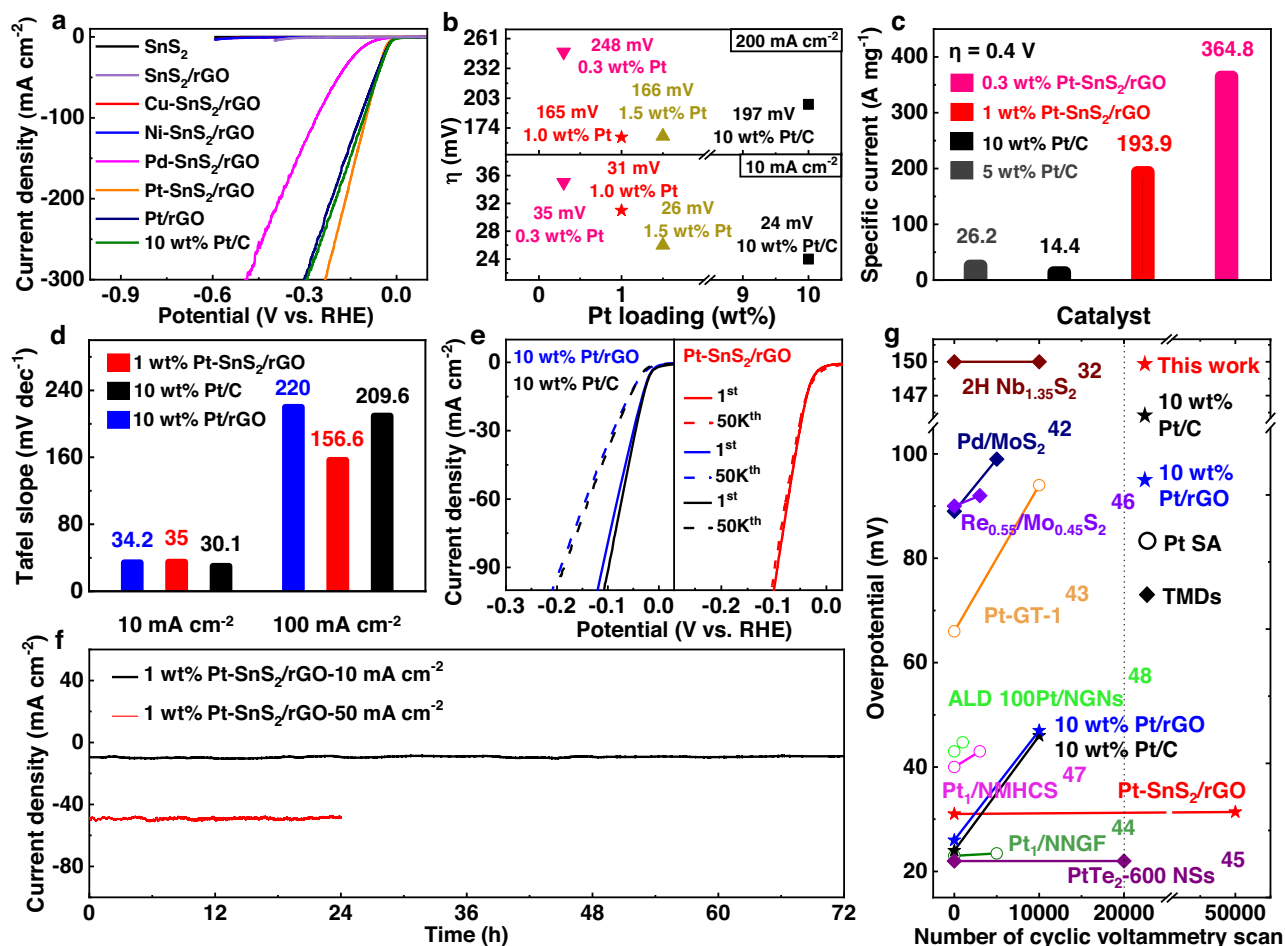 a
0
-50
-100
-150
-200
-250
-300
Current density (mA cm⁻²)
SnS₂
SnS₂/rGO
Cu-SnS₂/rGO
Ni-SnS₂/rGO
Pd-SnS₂/rGO
Pt-SnS₂/rGO
Pt/rGO
10 wt% Pt/C
-0.9 -0.6 -0.3 0.0
Potential (V vs. RHE)
b
261
232
203
174
36
32
28
24
η (mV)
200 mA cm⁻²
248 mV
0.3 wt% Pt
166 mV
1.5 wt% Pt
165 mV
1.0 wt% Pt
197 mV
10 wt% Pt/C
10 mA cm⁻²
31 mV
1.0 wt% Pt
35 mV
0.3 wt% Pt
26 mV
1.5 wt% Pt
24 mV
10 wt% Pt/C
0 1 9 10
Pt loading (wt%)
c
400
300
200
100
0
Specific current (A mg⁻¹)
η = 0.4 V
0.3 wt% Pt-SnS₂/rGO
1 wt% Pt-SnS₂/rGO
10 wt% Pt/C
5 wt% Pt/C
26.2
14.4
193.9
364.8
Catalyst
d
240
160
80
0
Tafel slope (mV dec⁻¹)
1 wt% Pt-SnS₂/rGO
10 wt% Pt/C
10 wt% Pt/rGO
34.2
35
30.1
220
156.6
209.6
10 mA cm⁻² 100 mA cm⁻²
e
0
-30
-60
-90
Current density (mA cm⁻²)
10 wt% Pt/rGO
10 wt% Pt/C
Pt-SnS₂/rGO
1ˢᵗ
50Kᵗʰ
1ˢᵗ
50Kᵗʰ
1ˢᵗ
50Kᵗʰ
-0.3 -0.2 -0.1 0.0 -0.1 0.0
Potential (V vs. RHE)
f
40
0
-40
-80
Current density (mA cm⁻²)
1 wt% Pt-SnS₂/rGO-10 mA cm⁻²
1 wt% Pt-SnS₂/rGO-50 mA cm⁻²
0 12 24 36 48 60 72
Time (h)
g
150
147
100
80
60
40
20
Overpotential (mV)
2H Nb₁.₃₅S₂ 32
Pd/MoS₂ 42
Re₀.₅₅/Mo₀.₄₅S₂ 46
Pt-GT-1 43
ALD 100Pt/NGNs 48
10 wt% Pt/rGO
10 wt% Pt/C
Pt₁/NMHCS 47
Pt-SnS₂/rGO
Pt₁/NNGF 44
PtTe₂-600 NSs 45
This work
10 wt%
Pt/C
10 wt%
Pt/rGO
Pt SA
TMDs
0 10000 20000 50000
Number of cyclic voltammetry scan